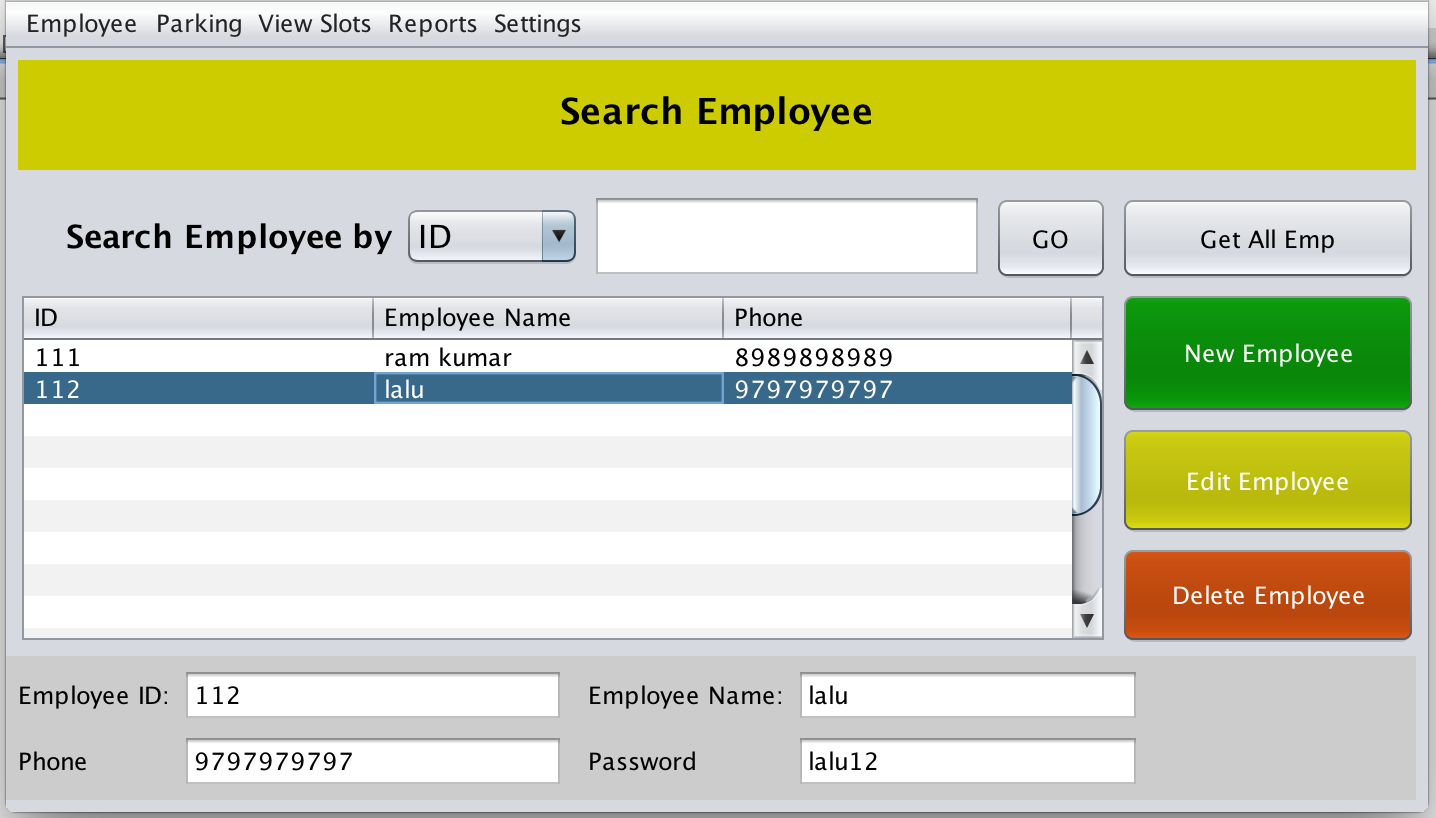 Employee Parking View Slots Reports Settings
Search Employee
Search Employee by ID GO Get All Emp
ID Employee Name Phone
111 ram kumar 8989898989
112 lalu 9797979797
New Employee
Edit Employee
Delete Employee
Employee ID: 112 Employee Name: lalu
Phone 9797979797 Password lalu12